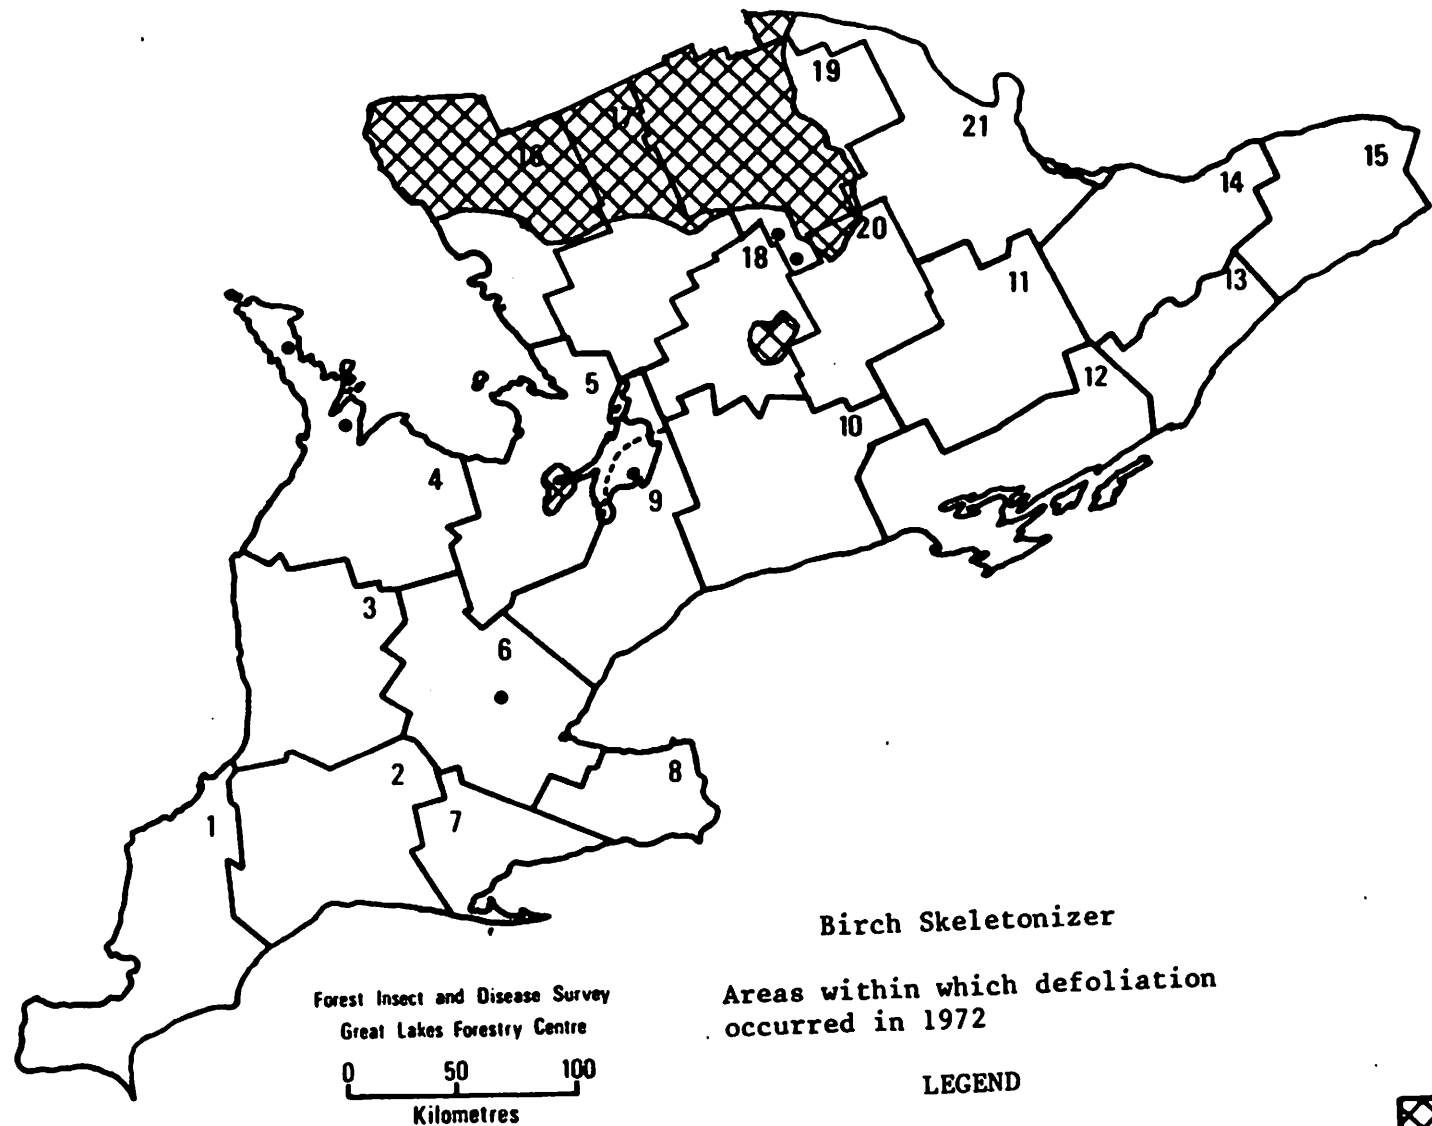 19
21
15
17
16
14
20
18
11
13
5
12
10
4
9
3
6
2
8
1
7
Birch Skeletonizer
Forest Insect and Disease Survey
Great Lakes Forestry Centre
Areas within which defoliation
occurred in 1972
0 50 100
Kilometres
LEGEND